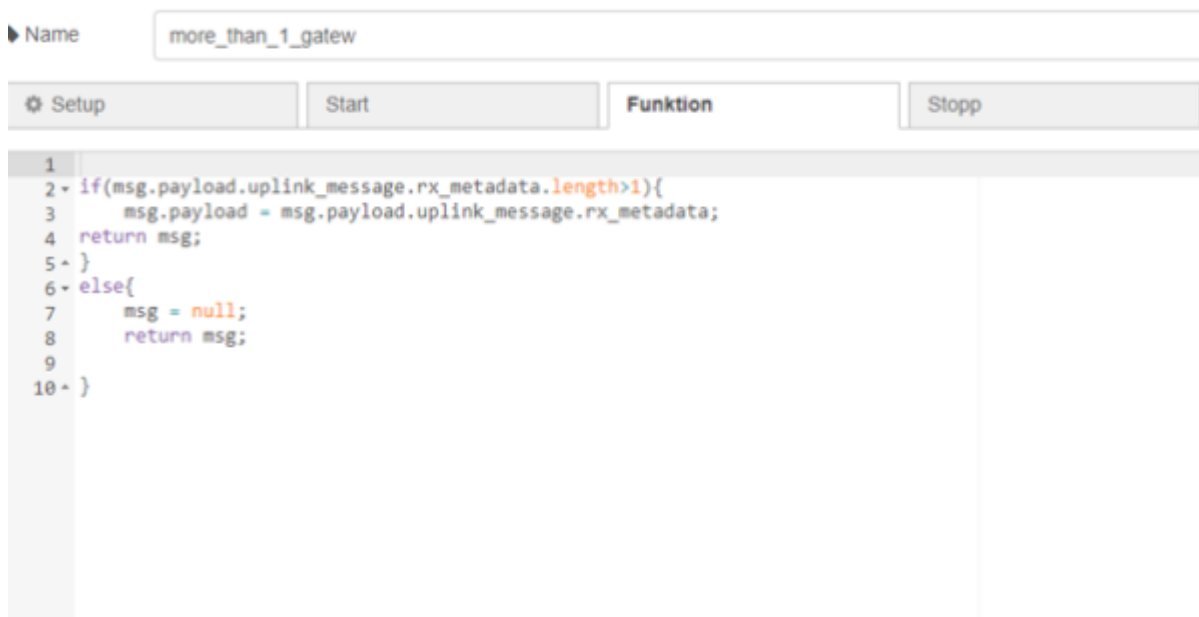 Name more_than_1_gatew
Setup Start Funktion Stopp
1
2 if(msg.payload.uplink_message.rx_metadata.length>1){
3 msg.payload = msg.payload.uplink_message.rx_metadata;
4 return msg;
5 }
6 else{
7 msg = null;
8 return msg;
9
10 }